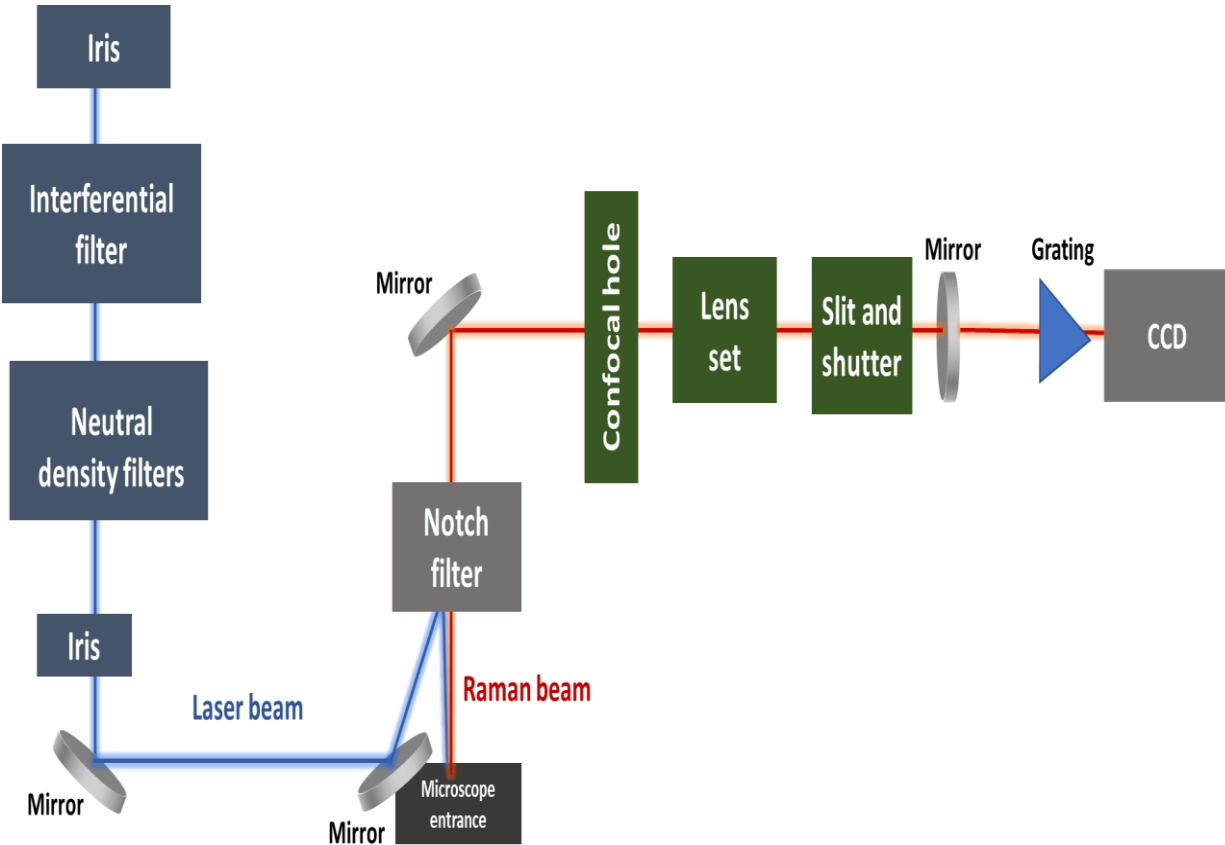 Iris
Interferential
filter
Neutral
density filters
Iris
Laser beam
Mirror
Mirror
Microscope
entrance
Raman beam
Notch
filter
Mirror
Confocal hole
Lens
set
Slit and
shutter
Mirror
Grating
CCD